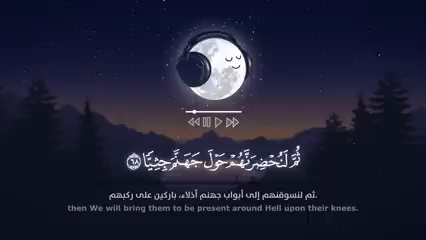 ثُمَّ لَنُحْضِرَنَّهُمْ حَوْلَ جَهَنَّمَ جِثِيًّا ٦٨
ثم لنسوقنهم إلى أبواب جهنم أذلاء، باركين على ركبهم.
then We will bring them to be present around Hell upon their knees.